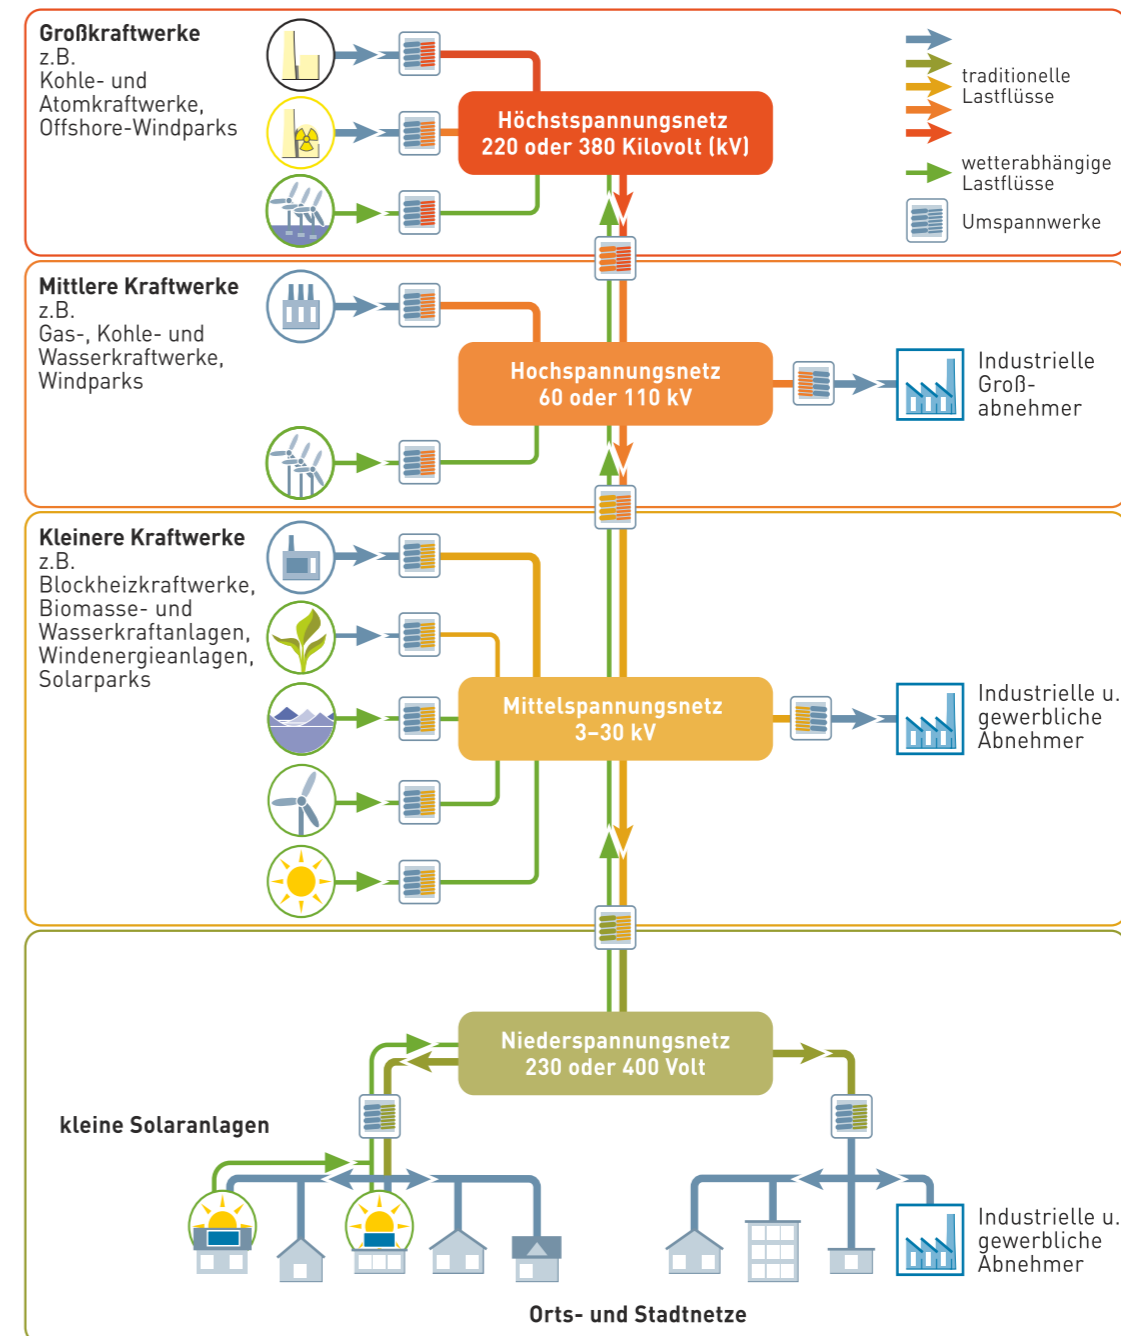 Großkraftwerke
z.B.
Kohle- und
Atomkraftwerke,
Offshore-Windparks
Höchstspannungsnetz
220 oder 380 Kilovolt (kV)
traditionelle
Lastflüsse
wetterabhängige
Lastflüsse
Umspannwerke
Mittlere Kraftwerke
z.B.
Gas-, Kohle- und
Wasserkraftwerke,
Windparks
Hochspannungsnetz
60 oder 110 kV
Industrielle
Groß-
abnehmer
Kleinere Kraftwerke
z.B.
Blockheizkraftwerke,
Biomasse- und
Wasserkraftanlagen,
Windenergieanlagen,
Solarparks
Mittelspannungsnetz
3–30 kV
Industrielle u.
gewerbliche
Abnehmer
Niederspannungsnetz
230 oder 400 Volt
kleine Solaranlagen
Industrielle u.
gewerbliche
Abnehmer
Orts- und Stadtnetze